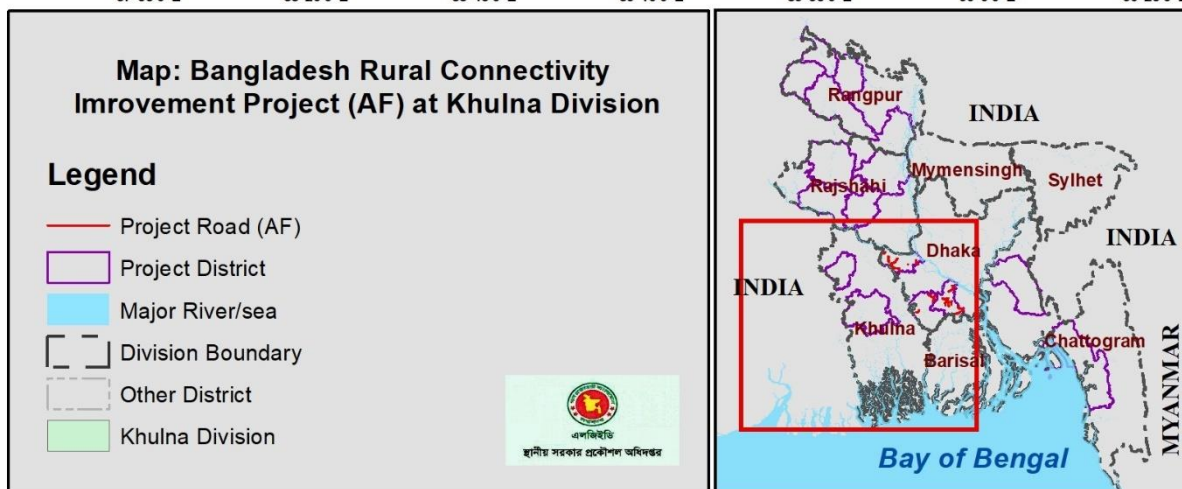 Map: Bangladesh Rural Connectivity
Imrovement Project (AF) at Khulna Division
Legend
Project Road (AF)
Project District
Major River/sea
Division Boundary
Other District
Khulna Division
এলজিইডি
স্থানীয় সরকার প্রকৌশল অধিদপ্তর
Rangpur
INDIA
Mymensingh
Sylhet
Rajshahi
Dhaka
INDIA
INDIA
Khulna
Chattogram
Barisal
MYANMAR
Bay of Bengal